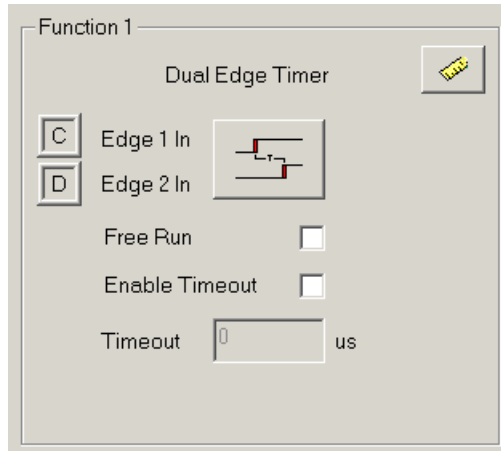 Function 1
Dual Edge Timer
C Edge 1 In
T
D Edge 2 In
Free Run
Enable Timeout
Timeout 0 us